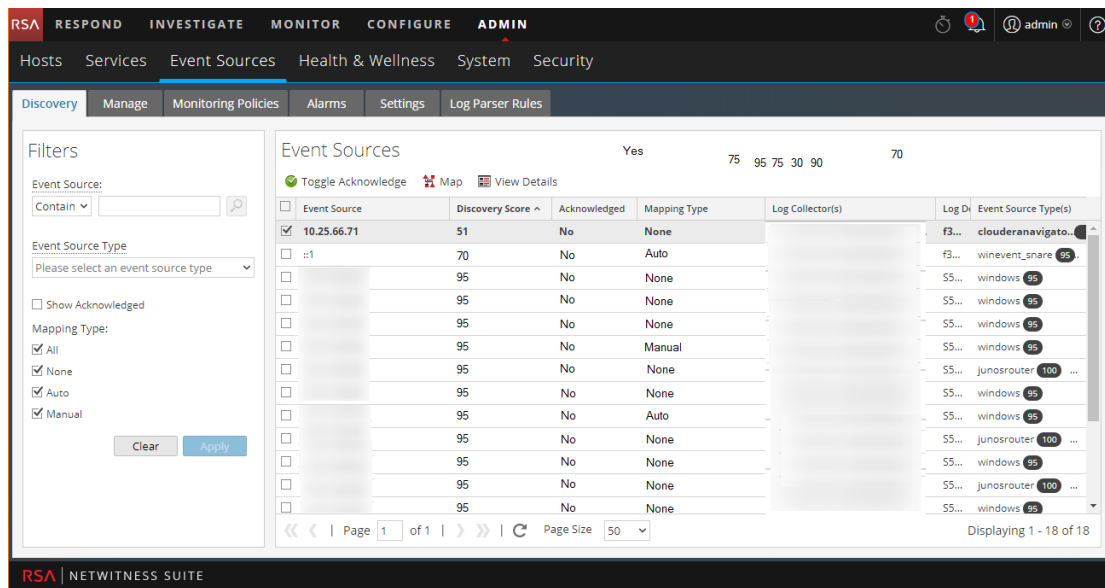 RSA RESPOND INVESTIGATE MONITOR CONFIGURE ADMIN 1 admin
Hosts Services Event Sources Health & Wellness System Security
Discovery Manage Monitoring Policies Alarms Settings Log Parser Rules
Filters
Event Source:
Contain
Event Source Type
Please select an event source type
Show Acknowledged
Mapping Type:
All
None
Auto
Manual
Clear Apply
Event Sources Yes 75 95 75 30 90 70
Toggle Acknowledge Map View Details
Event Source Discovery Score Acknowledged Mapping Type Log Collector(s) Log De Event Source Type(s)
10.25.66.71 51 No None f3... clouderanavigato...
::1 70 No Auto f3... winevent_snare 95
95 No None S5... windows 95
95 No None S5... windows 95
95 No None S5... windows 95
95 No Manual S5... windows 95
95 No None S5... junosrouter 100 ...
95 No None S5... windows 95
95 No Auto S5... windows 95
95 No None S5... junosrouter 100 ...
95 No None S5... windows 95
95 No None S5... junosrouter 100 ...
95 No None S5... windows 95
Page 1 of 1 Page Size 50 Displaying 1 - 18 of 18
RSA NETWITNESS SUITE